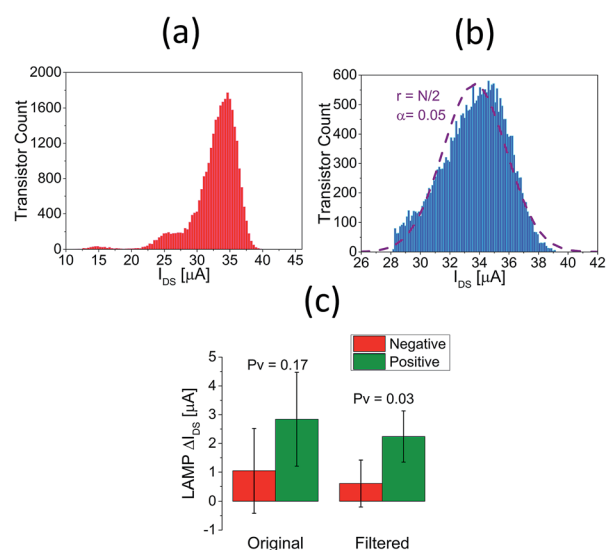 (a)
2000
1600
1200
800
400
0
Transistor Count
10 15 20 25 30 35 40 45
I_DS [μA]
(b)
600
500
400
300
200
100
0
Transistor Count
r = N/2
α= 0.05
26 28 30 32 34 36 38 40 42
I_DS [μA]
(c)
Negative
Positive
5
4
3
2
1
0
-1
LAMP ΔI_DS [μA]
Pv = 0.17
Pv = 0.03
Original Filtered